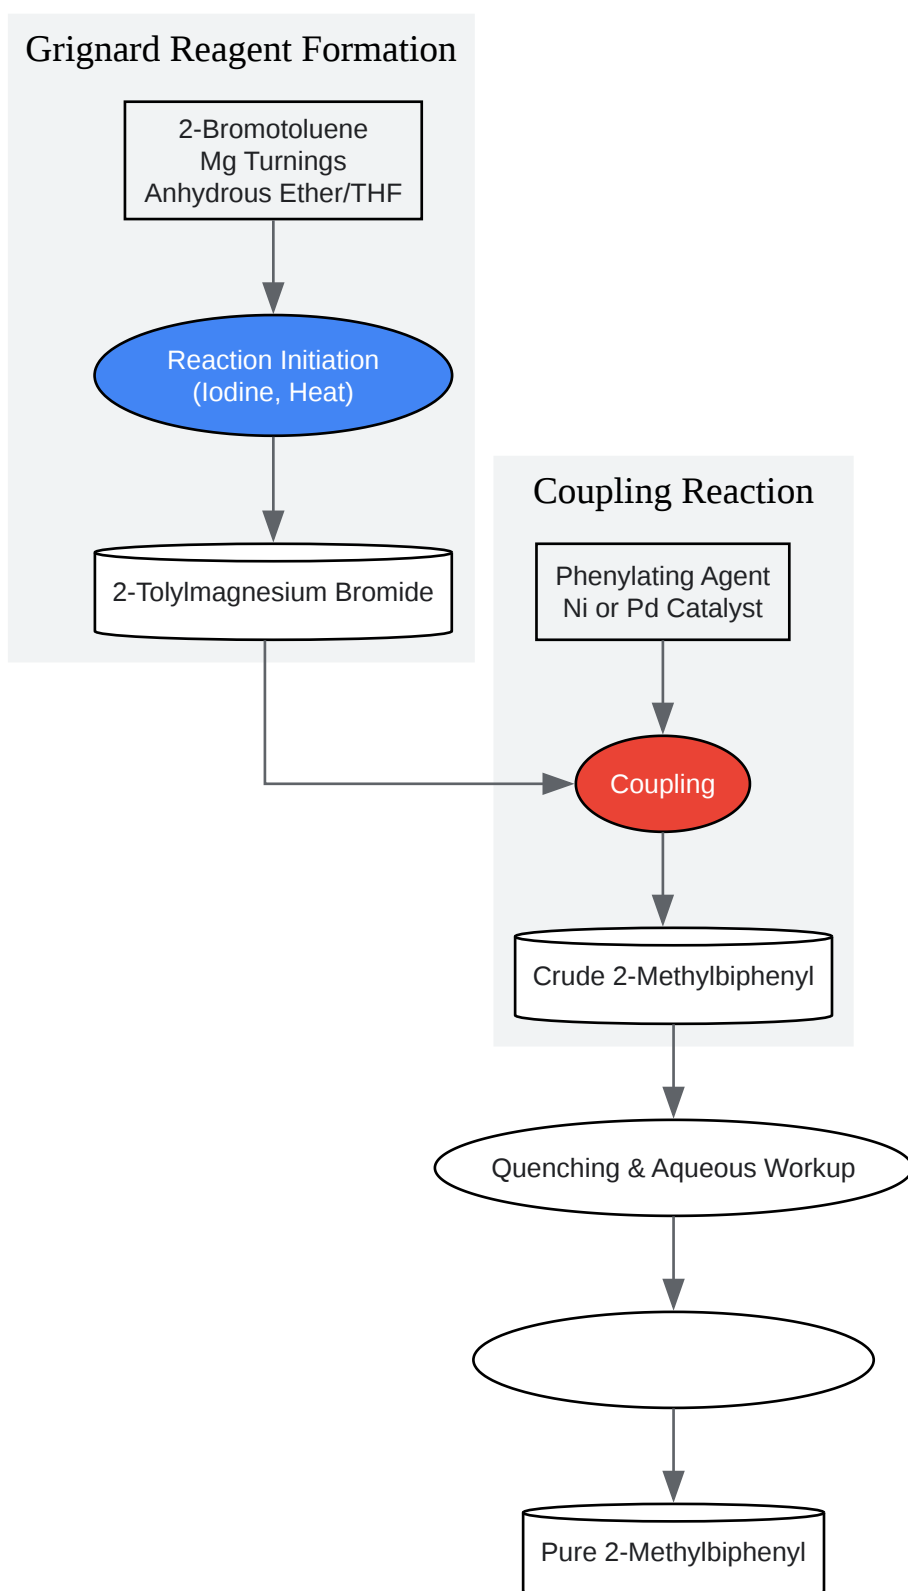 Grignard Reagent Formation
2-Bromotoluene
Mg Turnings
Anhydrous Ether/THF
Reaction Initiation
(Iodine, Heat)
2-Tolylmagnesium Bromide
Coupling Reaction
Phenylating Agent
Ni or Pd Catalyst
Coupling
Crude 2-Methylbiphenyl
Quenching & Aqueous Workup
Pure 2-Methylbiphenyl